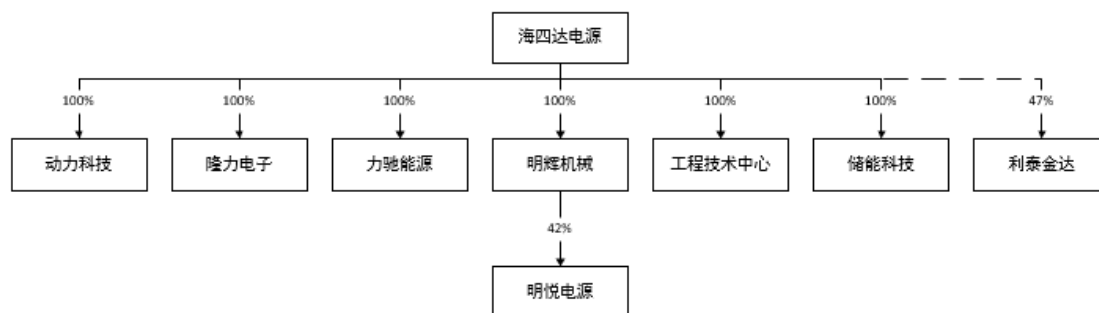 海四达电源
100%
100%
100%
100%
100%
100%
47%
动力科技
隆力电子
力驰能源
明辉机械
工程技术中心
储能科技
利泰金达
42%
明悦电源